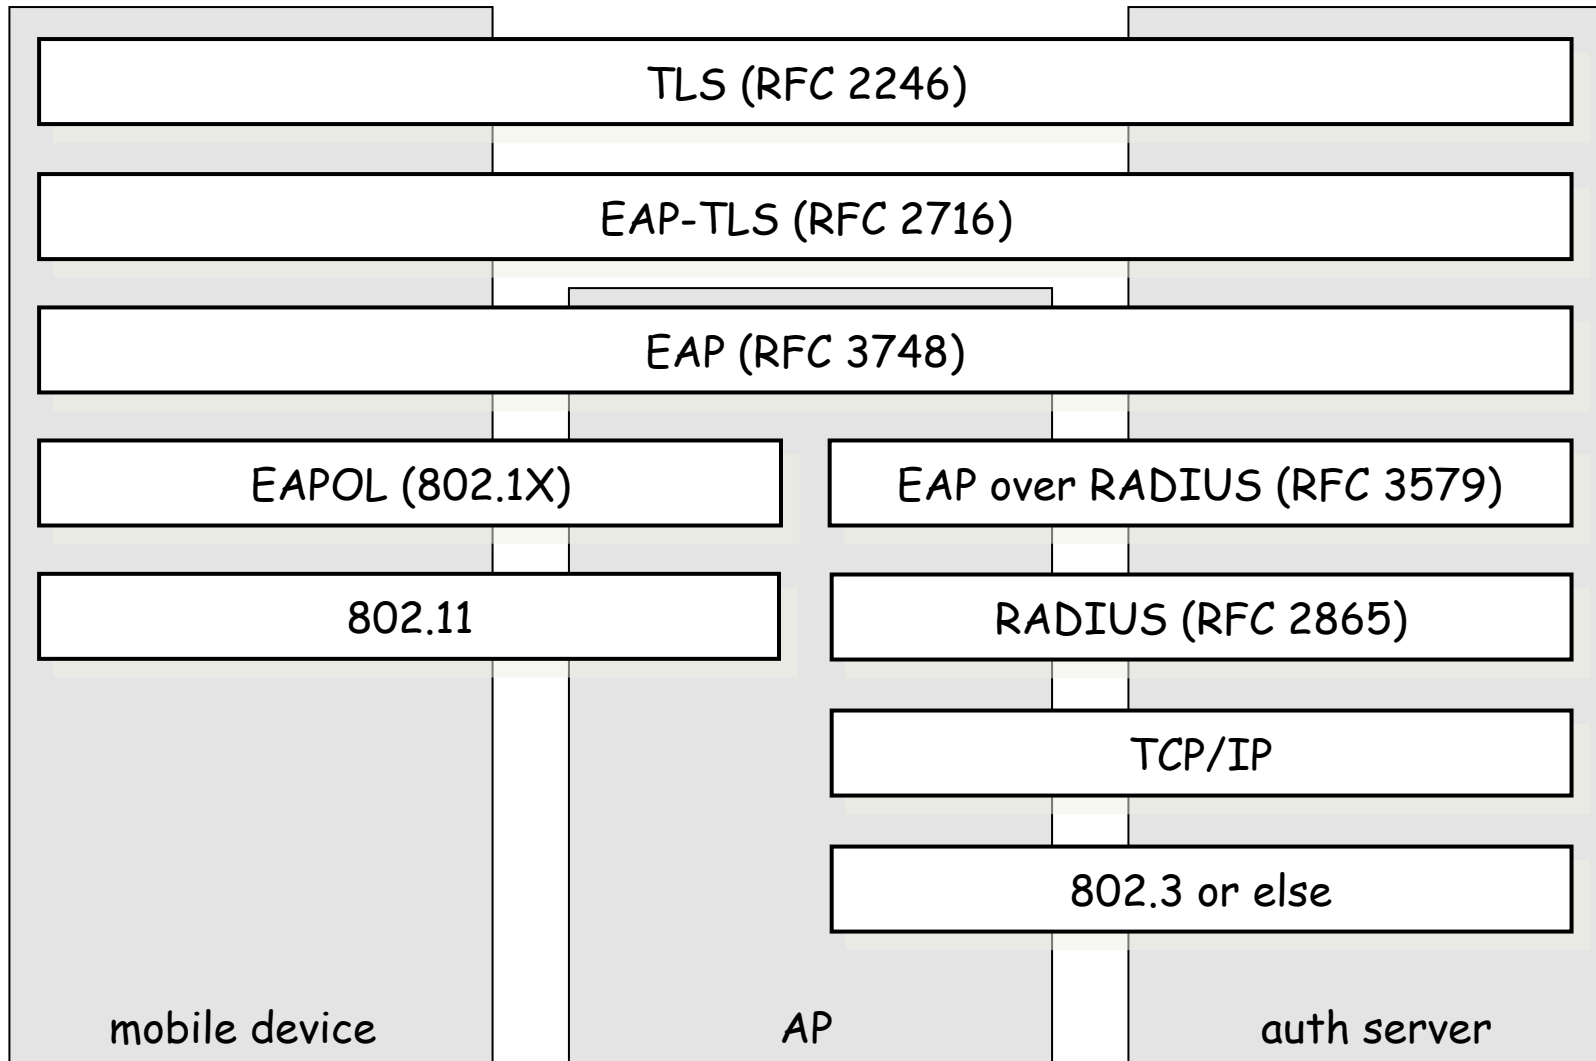 TLS (RFC 2246)
EAP-TLS (RFC 2716)
EAP (RFC 3748)
EAPOL (802.1X)
EAP over RADIUS (RFC 3579)
802.11
RADIUS (RFC 2865)
TCP/IP
802.3 or else
mobile device
AP
auth server